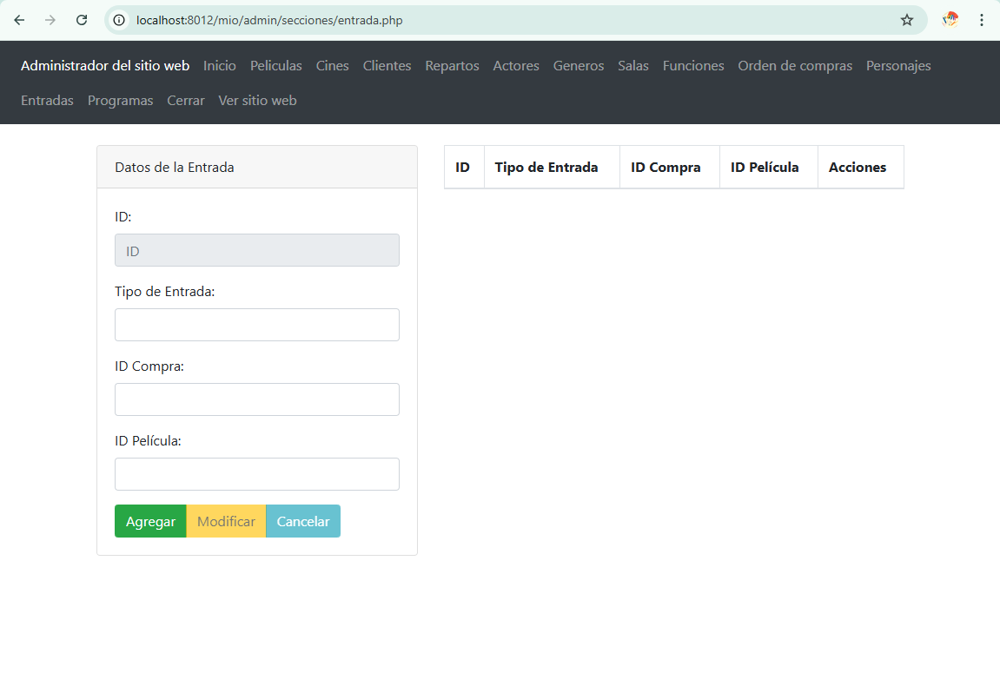 localhost:8012/mio/admin/secciones/entrada.php
Administrador del sitio web Inicio Peliculas Cines Clientes Repartos Actores Generos Salas Funciones Orden de compras Personajes
Entradas Programas Cerrar Ver sitio web
Datos de la Entrada
ID:
ID
Tipo de Entrada:
ID Compra:
ID Película:
Agregar Modificar Cancelar
ID Tipo de Entrada ID Compra ID Película Acciones